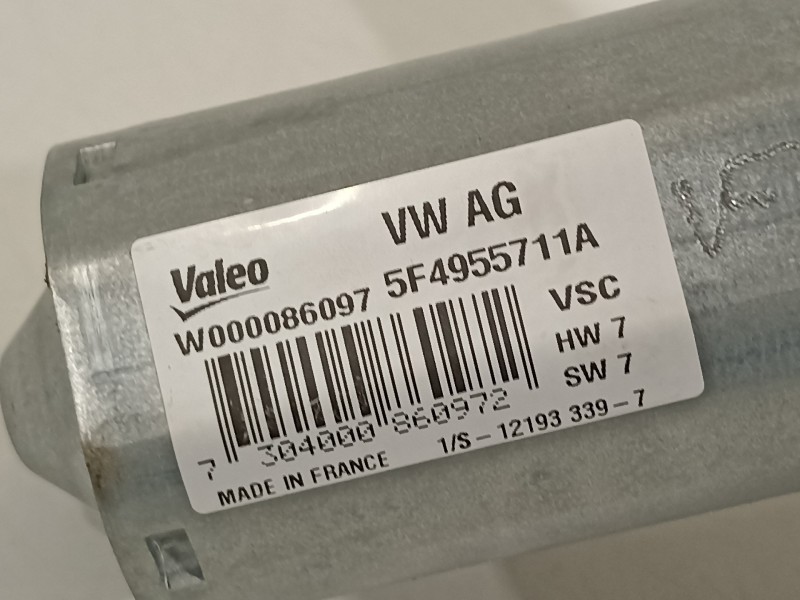 VW AG
Valeo
W000086097 5F4955711A
VSC
HW 7
SW 7
7 304000 860972
MADE IN FRANCE 1/S - 12193 339 - 7